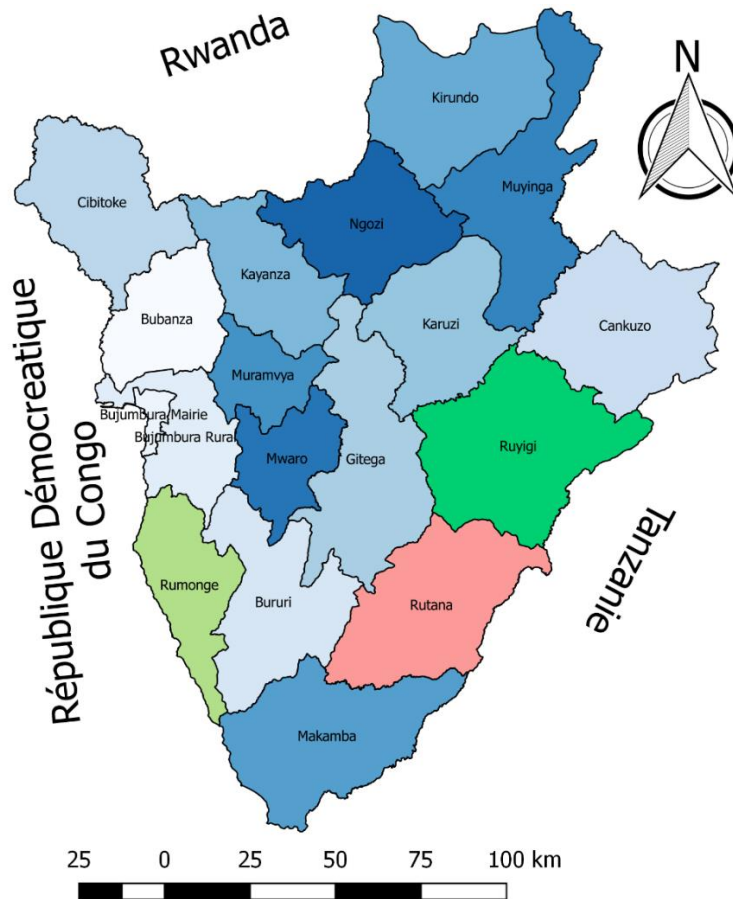 Rwanda
N
Kirundo
Muyinga
Cibitoke
Ngozi
Kayanza
Bubanza
Karuzi
Cankuzo
Muramvya
Bujumbura Mairie
Bujumbura Rural
Mwaro
Gitega
Ruyigi
République Démocreatique
du Congo
Tanzanie
Rumonge
Bururi
Rutana
Makamba
25 0 25 50 75 100 km